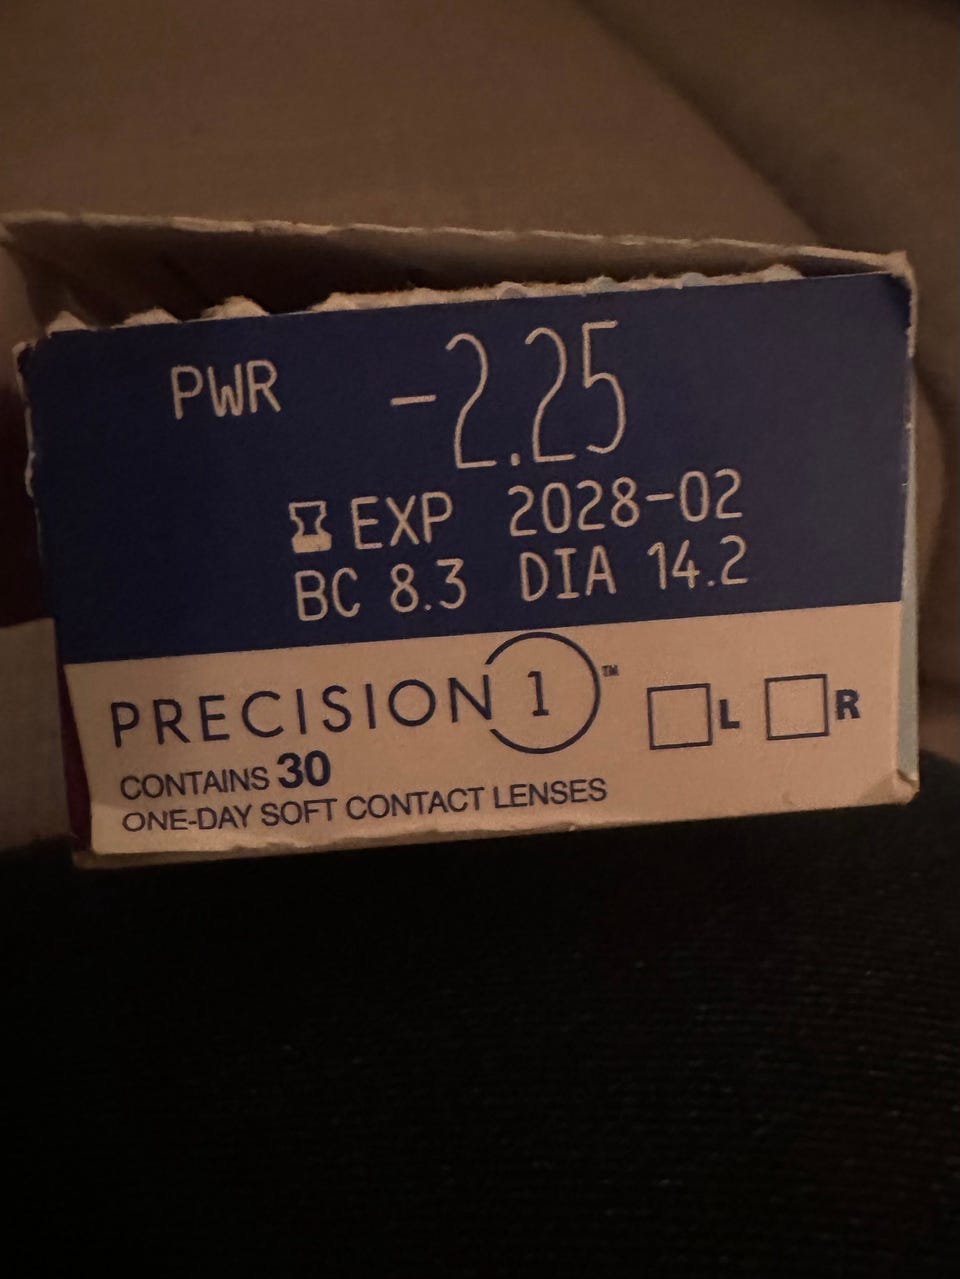 PWR -2.25
EXP 2028-02
BC 8.3 DIA 14.2
PRECISION 1™ L R
CONTAINS 30
ONE-DAY SOFT CONTACT LENSES